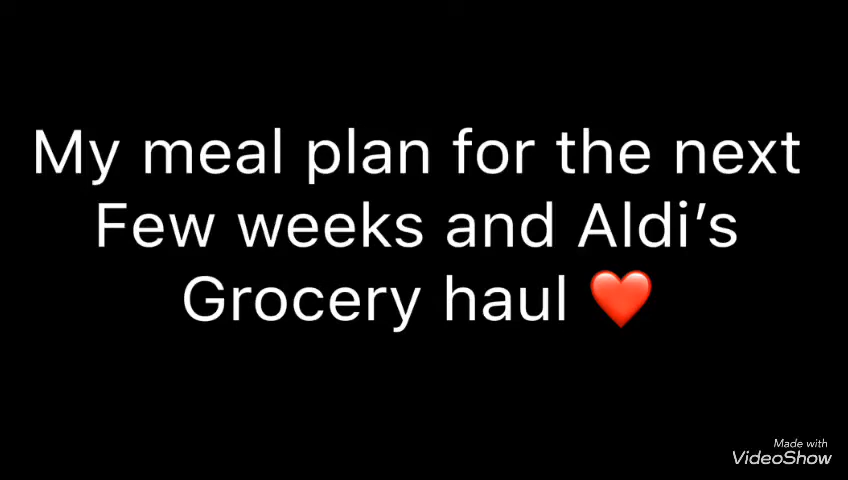 My meal plan for the next
Few weeks and Aldi’s
Grocery haul ❤️
Made with
VideoShow